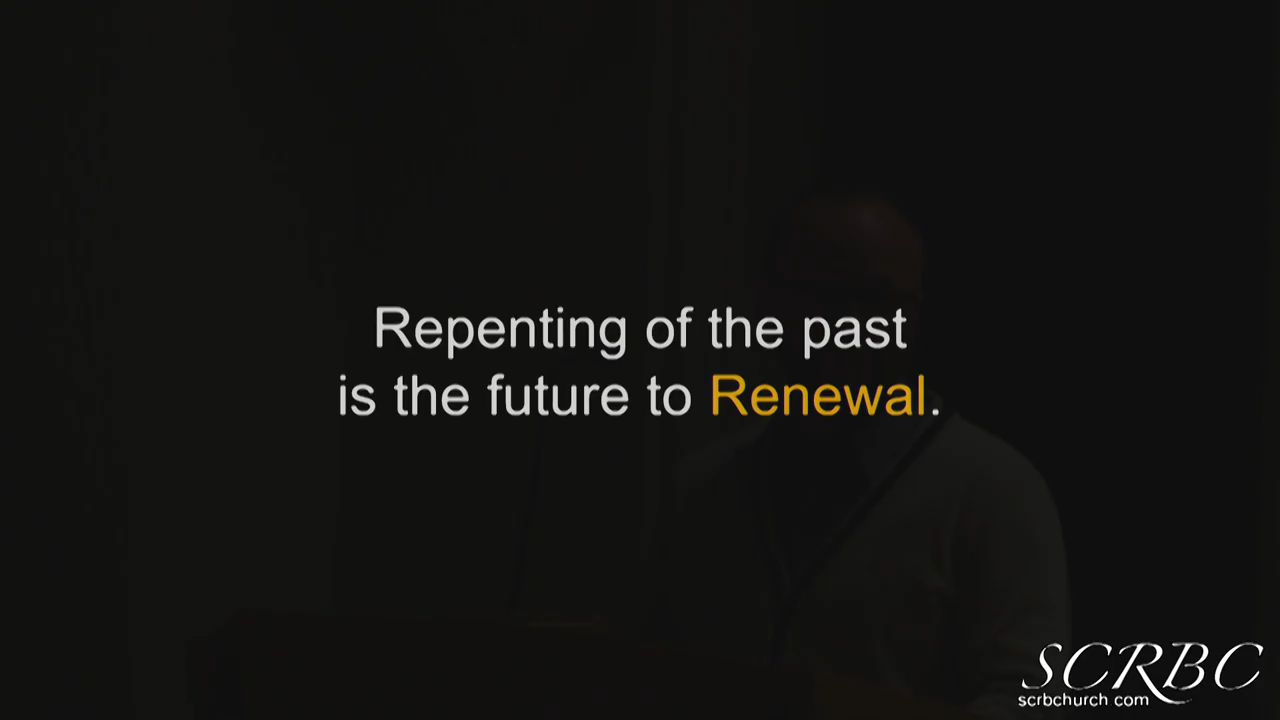 Repenting of the past
is the future to Renewal.
SCRBC
scrbchurch com